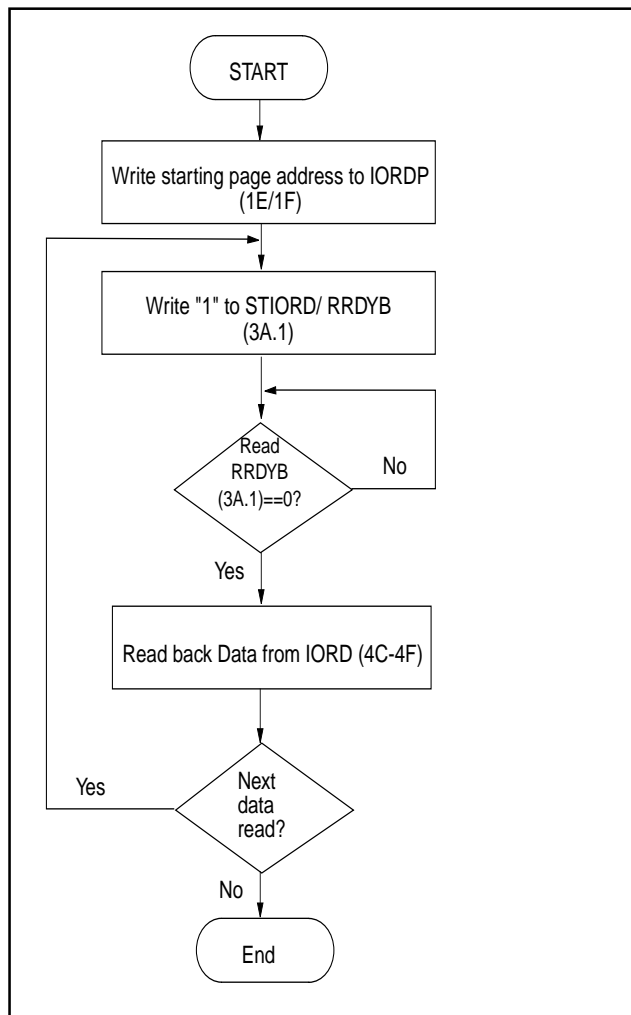 START
Write starting page address to IORDP
(1E/1F)
Write "1" to STIORD/ RRDYB
(3A.1)
Read
RRDYB
(3A.1)==0?
No
Yes
Read back Data from IORD (4C-4F)
Next
data
read?
Yes
No
End